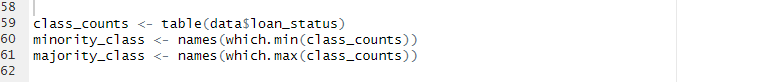 58
59 class_counts <- table(data$loan_status)
60 minority_class <- names(which.min(class_counts))
61 majority_class <- names(which.max(class_counts))
62